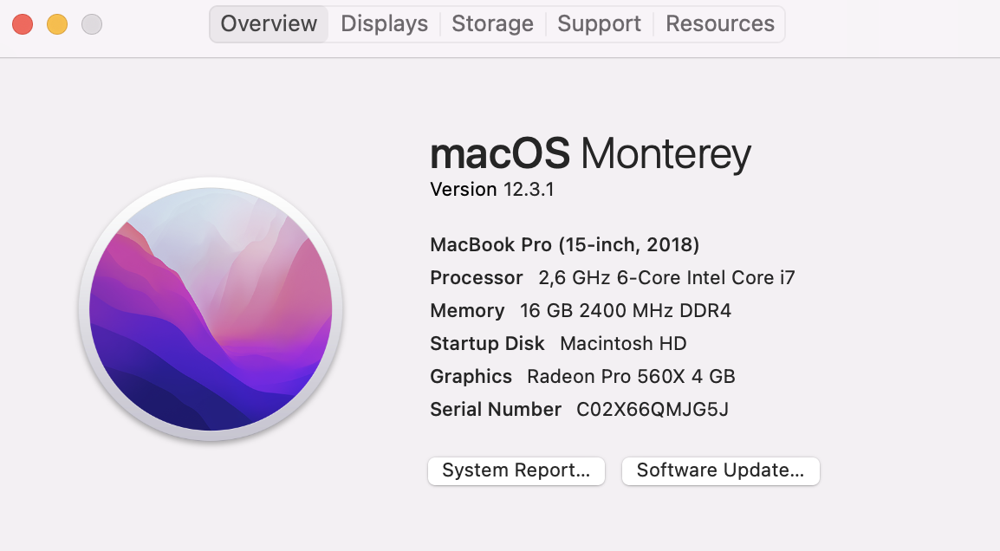 Overview Displays Storage Support Resources
macOS Monterey
Version 12.3.1
MacBook Pro (15-inch, 2018)
Processor 2,6 GHz 6-Core Intel Core i7
Memory 16 GB 2400 MHz DDR4
Startup Disk Macintosh HD
Graphics Radeon Pro 560X 4 GB
Serial Number C02X66QMJG5J
System Report... Software Update...